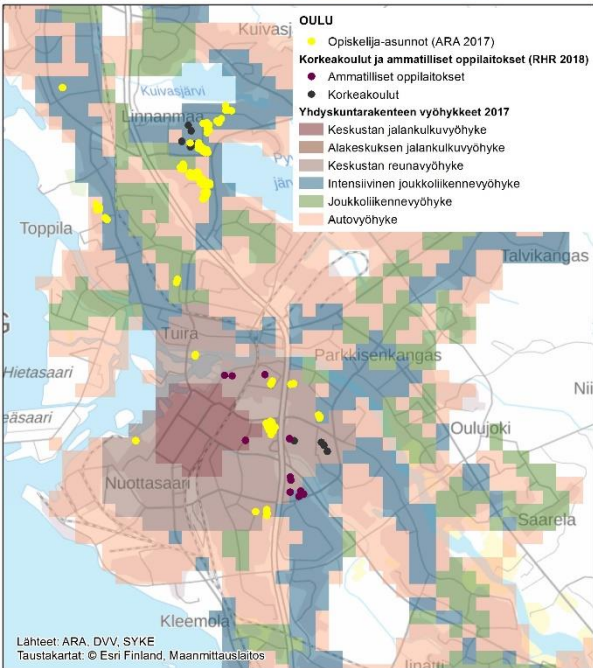 OULU
Opiskelija-asunnot (ARA 2017)
Korkeakoulut ja ammatilliset oppilaitokset (RHR 2018)
Ammatilliset oppilaitokset
Korkeakoulut
Yhdyskuntarakenteen vyöhykkeet 2017
Keskustan jalankulkuvyöhyke
Alakeskuksen jalankulkuvyöhyke
Keskustan reunavyöhyke
Intensiivinen joukkoliikennevyöhyke
Joukkoliikennevyöhyke
Autovyöhyke
Kuivasjärvi
Linnanmaa
Toppila
Talvikangas
Tuira
Parkkisenkangas
Hietasaari
Oulujoki
Nuottasaari
Saarela
Kleemola
Lähteet: ARA, DVV, SYKE
Taustakartat: © Esri Finland, Maanmittauslaitos